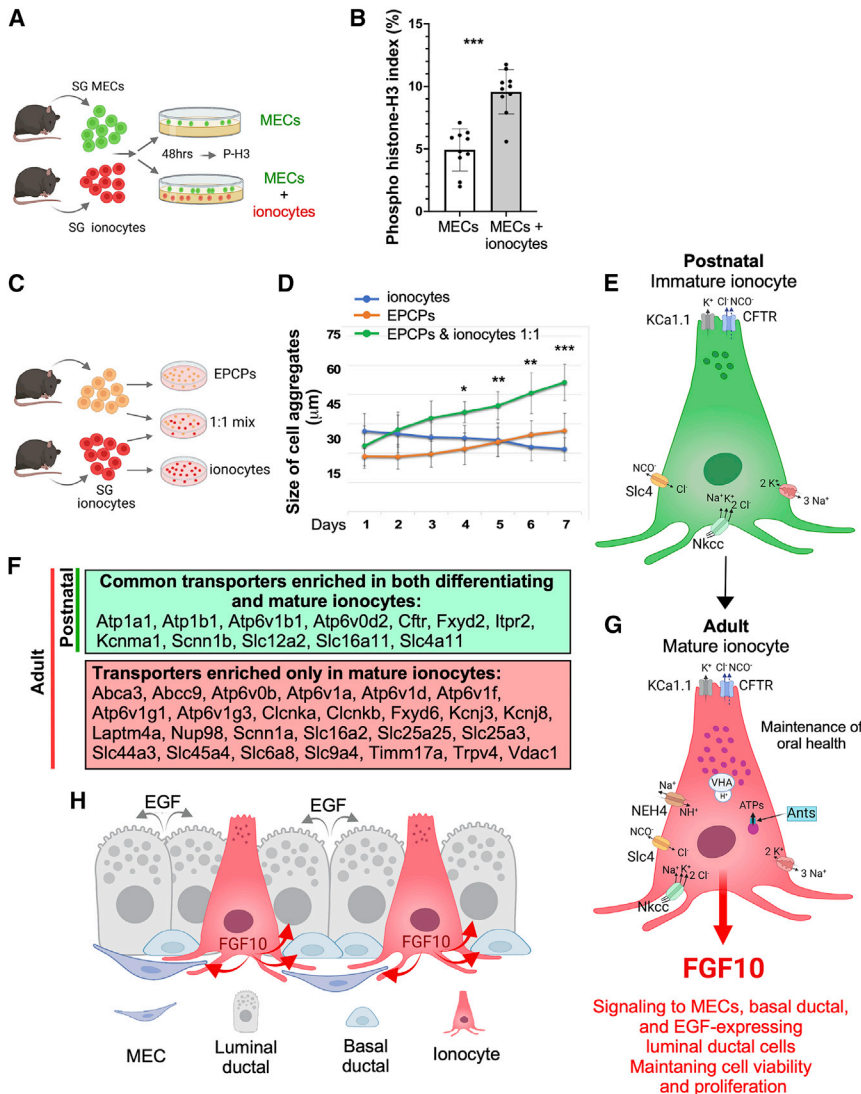 A
SG MECs
MECs
48hrs
P-H3
MECs
+
ionocytes
SG ionocytes
B
Phospho histone-H3 index (%)
15
10
5
0
***
MECs
MECs +
ionocytes
C
EPCPs
1:1 mix
ionocytes
SG
ionocytes
D
ionocytes
EPCPs
EPCPs & ionocytes 1:1
Size of cell aggregates
(μm)
75
60
45
30
15
*
**
**
***
Days
1 2 3 4 5 6 7
E
Postnatal
Immature ionocyte
K⁺
Cl⁻NCO⁻
KCa1.1
CFTR
NCO⁻
Slc4
Cl⁻
Na⁺K⁺
2 Cl⁻
2 K⁺
3 Na⁺
Nkcc
F
Adult
Postnatal
Common transporters enriched in both differentiating
and mature ionocytes:
Atp1a1, Atp1b1, Atp6v1b1, Atp6v0d2, Cftr, Fxyd2, Itpr2,
Kcnma1, Scnn1b, Slc12a2, Slc16a11, Slc4a11
Transporters enriched only in mature ionocytes:
Abca3, Abcc9, Atp6v0b, Atp6v1a, Atp6v1d, Atp6v1f,
Atp6v1g1, Atp6v1g3, Clcnka, Clcnkb, Fxyd6, Kcnj3, Kcnj8,
Laptm4a, Nup98, Scnn1a, Slc16a2, Slc25a25, Slc25a3,
Slc44a3, Slc45a4, Slc6a8, Slc9a4, Timm17a, Trpv4, Vdac1
G
Adult
Mature ionocyte
K⁺
Cl⁻NCO⁻
KCa1.1
CFTR
Maintenance of
oral health
VHA
H⁺
Na⁺
NEH4
NH⁺
ATPs
Ants
NCO⁻
Slc4
Cl⁻
Na⁺K⁺
2 Cl⁻
2 K⁺
3 Na⁺
Nkcc
FGF10
Signaling to MECs, basal ductal,
and EGF-expressing
luminal ductal cells
Maintaning cell viability
and proliferation
H
EGF
EGF
FGF10
FGF10
MEC
Luminal
ductal
Basal
ductal
Ionocyte